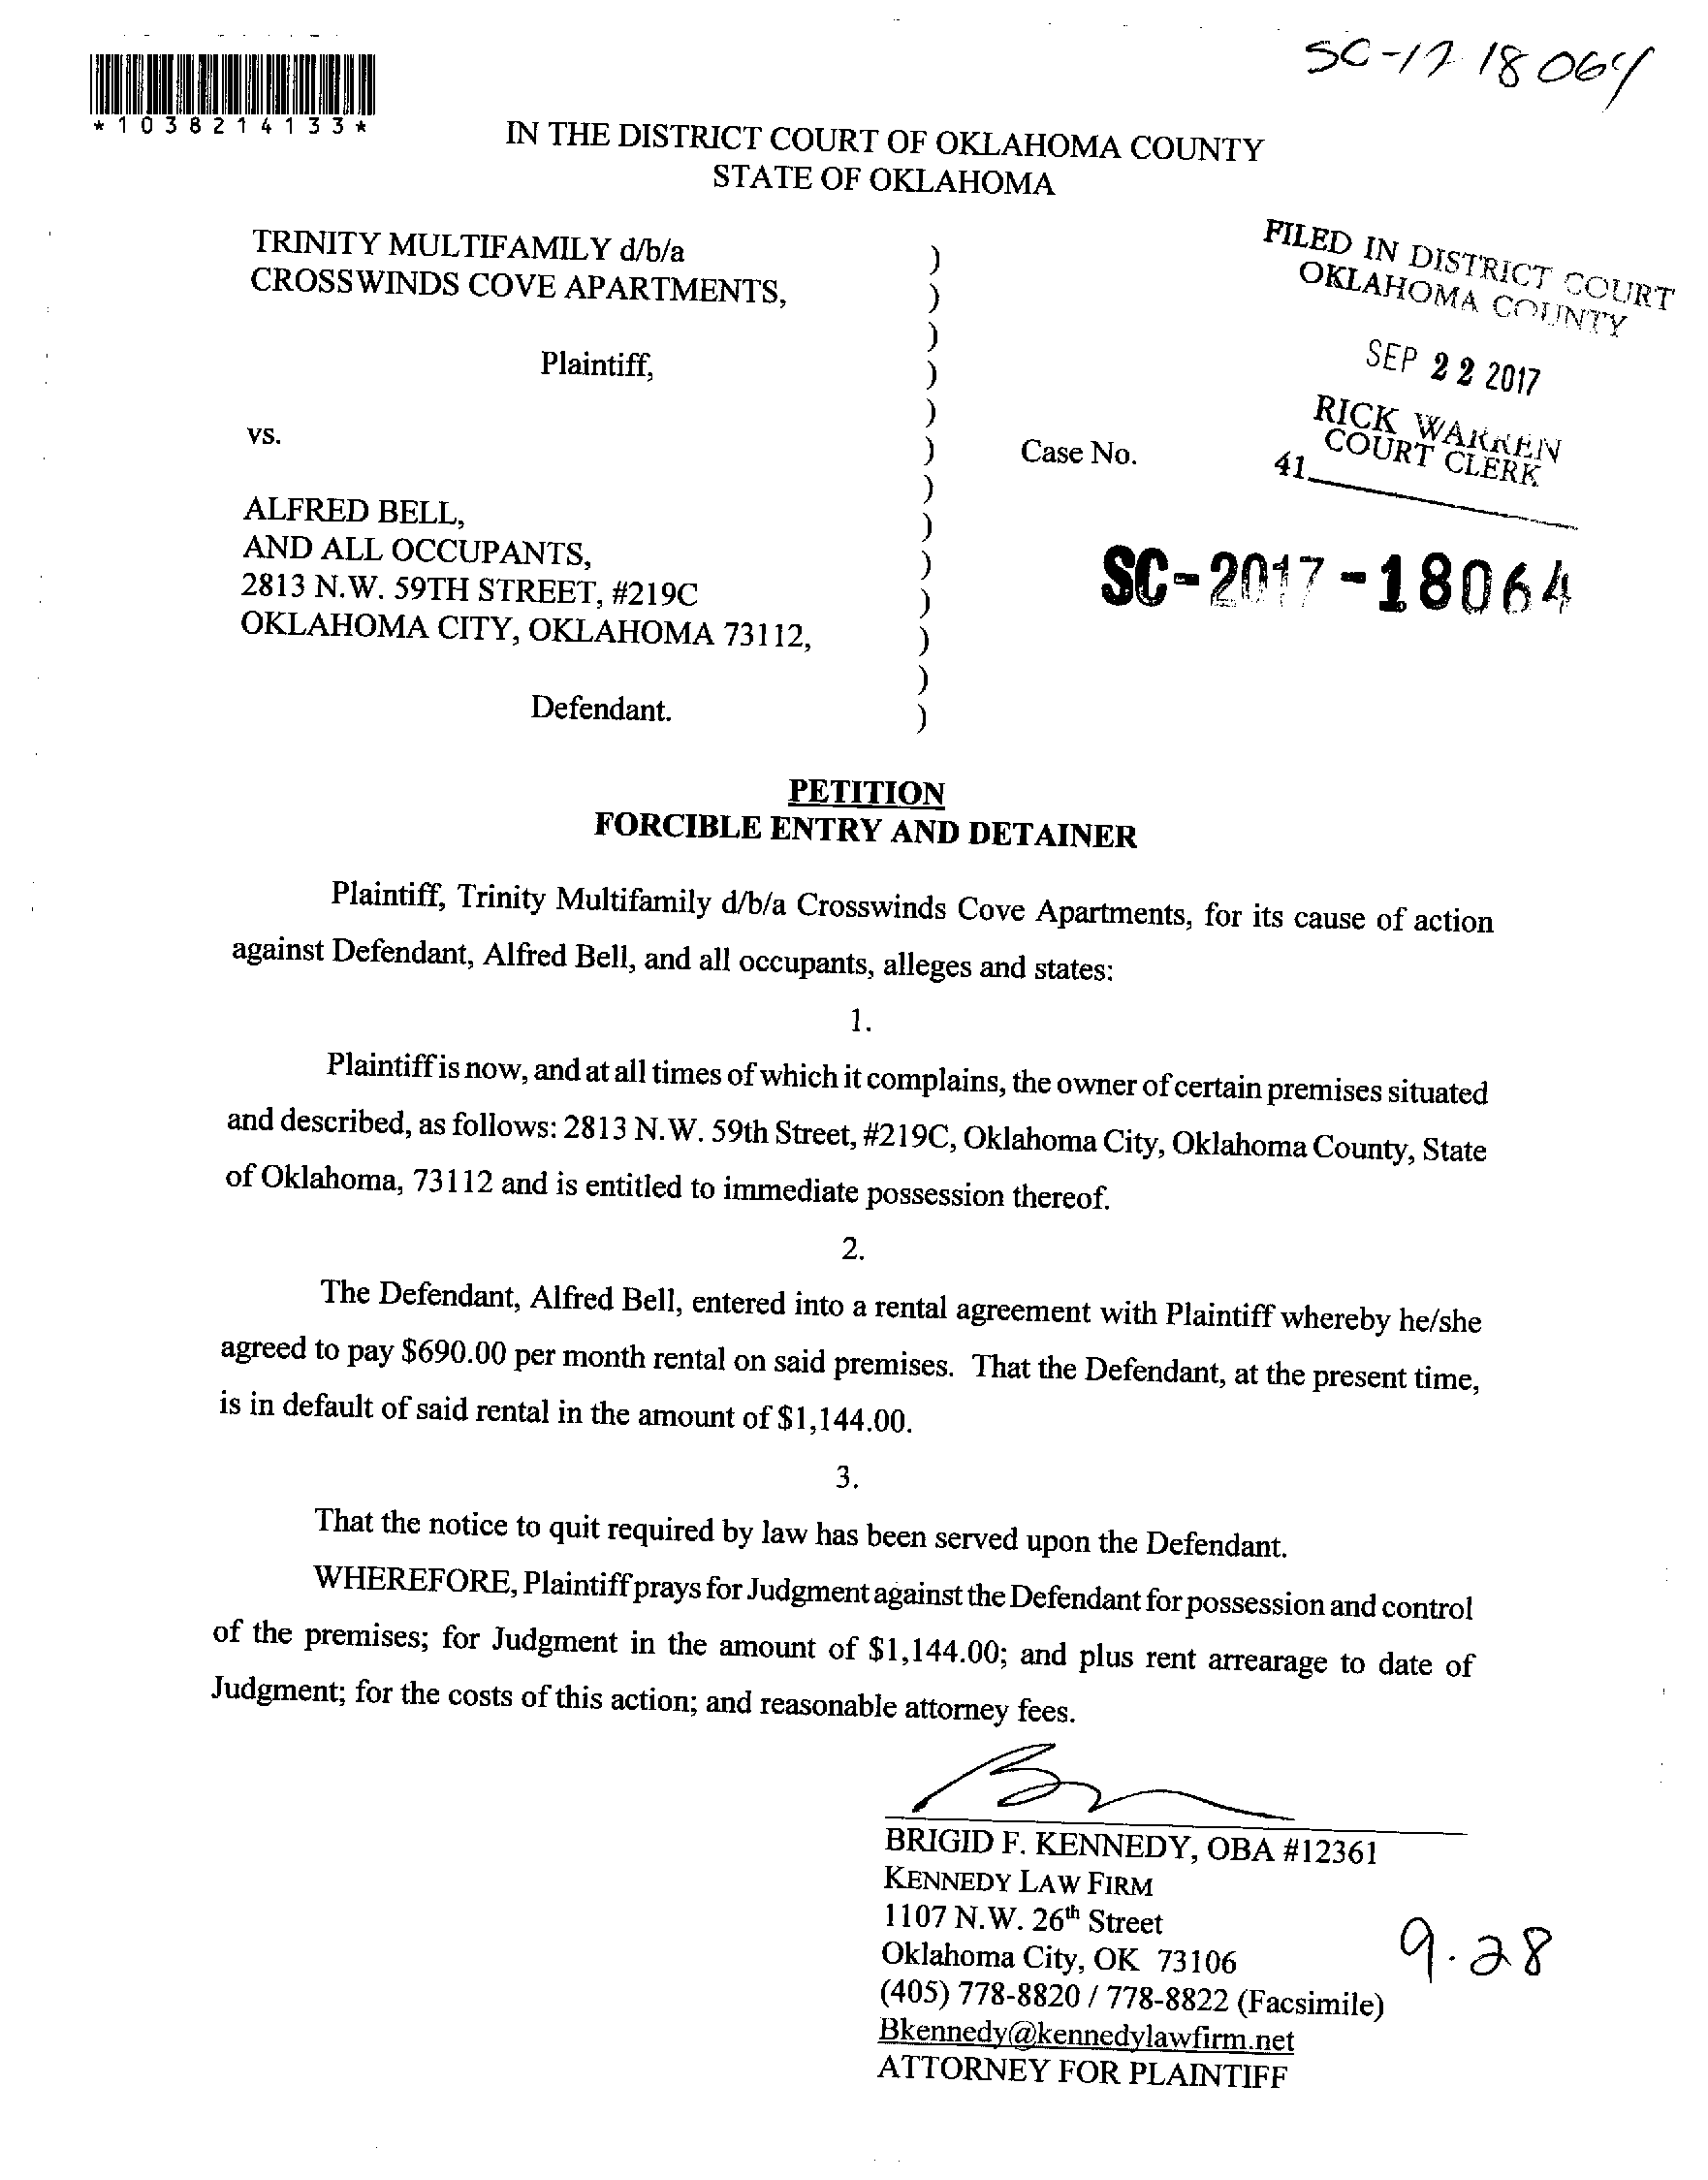 SC-17 18064
*1038214133*
IN THE DISTRICT COURT OF OKLAHOMA COUNTY
STATE OF OKLAHOMA
TRINITY MULTIFAMILY d/b/a
CROSSWINDS COVE APARTMENTS,
Plaintiff,
vs.
ALFRED BELL,
AND ALL OCCUPANTS,
2813 N.W. 59TH STREET, #219C
OKLAHOMA CITY, OKLAHOMA 73112,
Defendant.
)
)
)
)
)
)
)
)
)
)
)
)
)
Case No.
FILED IN DISTRICT COURT
OKLAHOMA COUNTY
SEP 22 2017
RICK WARREN
COURT CLERK
41
SC-2017-18064
PETITION
FORCIBLE ENTRY AND DETAINER
Plaintiff, Trinity Multifamily d/b/a Crosswinds Cove Apartments, for its cause of action
against Defendant, Alfred Bell, and all occupants, alleges and states:
1.
Plaintiff is now, and at all times of which it complains, the owner of certain premises situated
and described, as follows: 2813 N.W. 59th Street, #219C, Oklahoma City, Oklahoma County, State
of Oklahoma, 73112 and is entitled to immediate possession thereof.
2.
The Defendant, Alfred Bell, entered into a rental agreement with Plaintiff whereby he/she
agreed to pay $690.00 per month rental on said premises. That the Defendant, at the present time,
is in default of said rental in the amount of $1,144.00.
3.
That the notice to quit required by law has been served upon the Defendant.
WHEREFORE, Plaintiff prays for Judgment against the Defendant for possession and control
of the premises; for Judgment in the amount of $1,144.00; and plus rent arrearage to date of
Judgment; for the costs of this action; and reasonable attorney fees.
BRIGID F. KENNEDY, OBA #12361
KENNEDY LAW FIRM
1107 N.W. 26th Street
Oklahoma City, OK 73106
(405) 778-8820 / 778-8822 (Facsimile)
Bkennedy@kennedylawfirm.net
ATTORNEY FOR PLAINTIFF
9.28